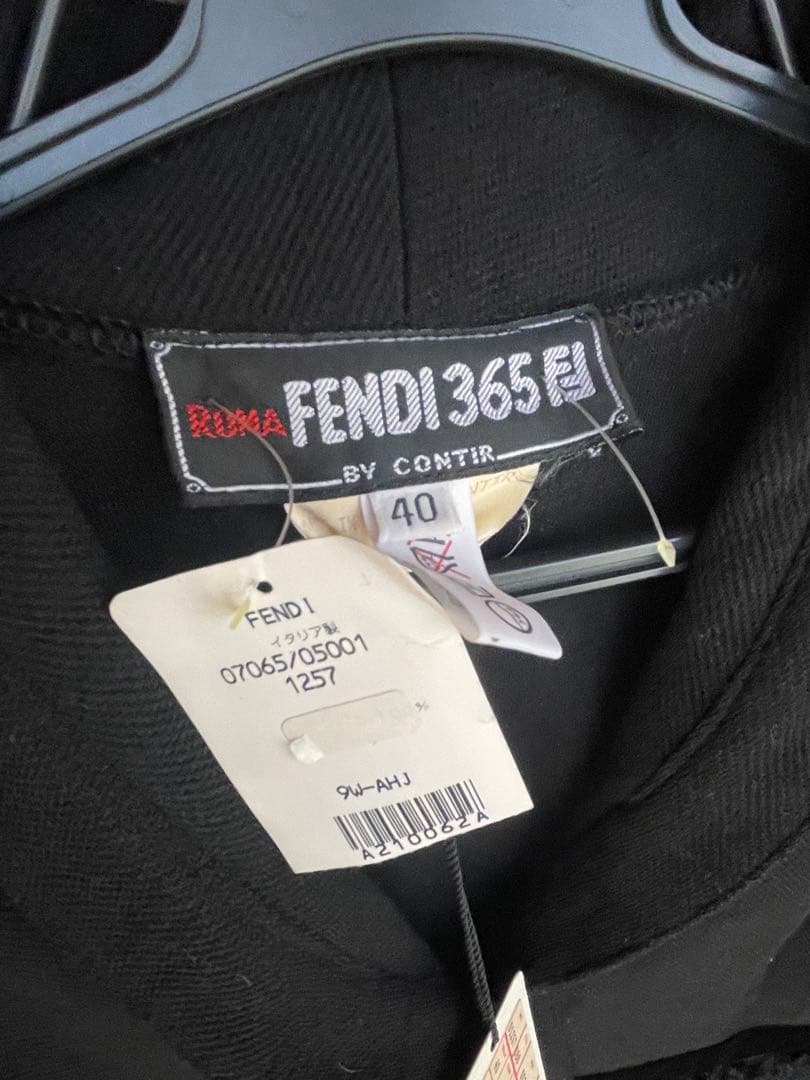 ROMA FENDI 365
BY CONTIR
40
FENDI
イタリア製
07065/05001
1257
%
9W-AHJ
A210062A